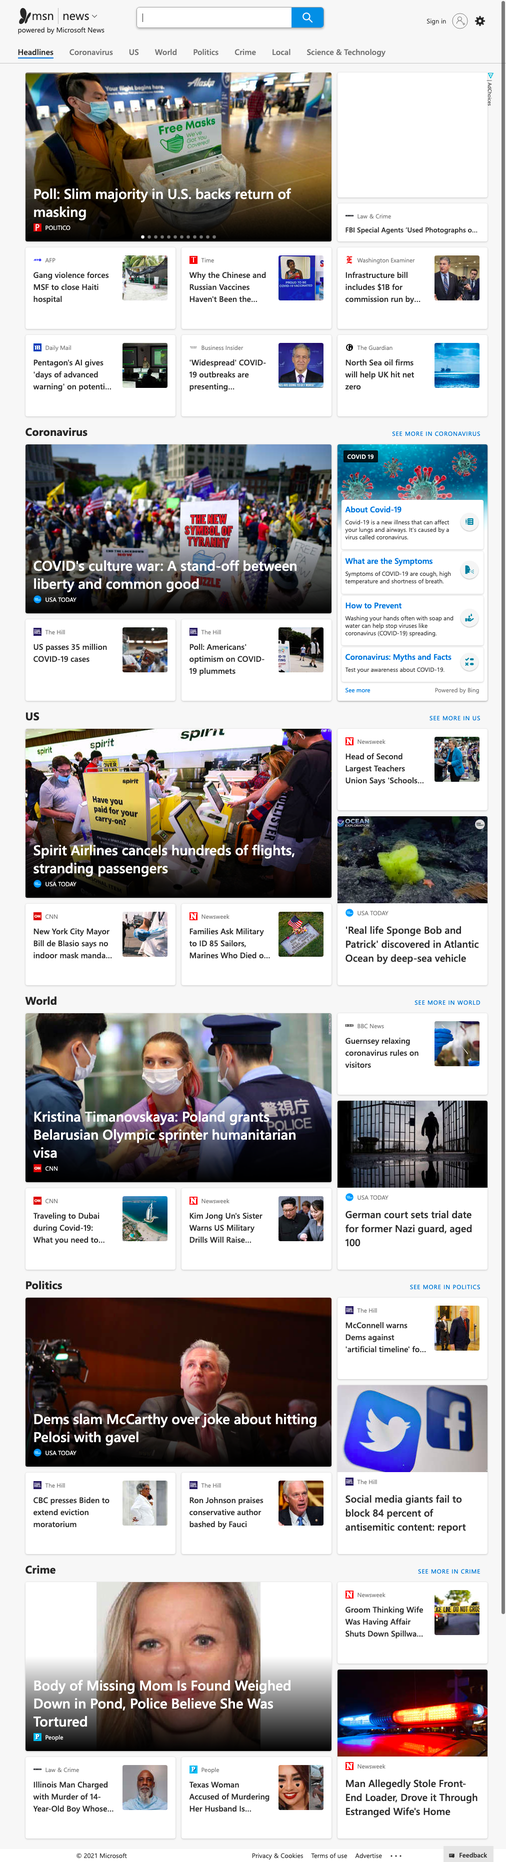 msn | news
powered by Microsoft News
Sign in
Headlines Coronavirus US World Politics Crime Local Science & Technology
Your flight begins here.
Alaska
Free Masks
Poll: Slim majority in U.S. backs return of
masking
POLITICO
AdChoices
Law & Crime
FBI Special Agents 'Used Photographs o...
AFP
Gang violence forces
MSF to close Haiti
hospital
Time
Why the Chinese and
Russian Vaccines
Haven't Been the...
Washington Examiner
Infrastructure bill
includes $1B for
commission run by...
Daily Mail
Pentagon's AI gives
'days of advanced
warning' on potenti...
Business Insider
'Widespread' COVID-
19 outbreaks are
presenting...
The Guardian
North Sea oil firms
will help UK hit net
zero
Coronavirus
SEE MORE IN CORONAVIRUS
THE NEW
SYMBOL OF
TYRANNY
COVID's culture war: A stand-off between
liberty and common good
USA TODAY
COVID 19
About Covid-19
Covid-19 is a new illness that can affect
your lungs and airways. It's caused by a
virus called coronavirus.
What are the Symptoms
Symptoms of COVID-19 are cough, high
temperature and shortness of breath.
How to Prevent
Washing your hands often with soap and
water can help stop viruses like
coronavirus (COVID-19) spreading.
Coronavirus: Myths and Facts
Test your awareness about COVID-19.
See more
Powered by Bing
The Hill
US passes 35 million
COVID-19 cases
The Hill
Poll: Americans'
optimism on COVID-
19 plummets
US
SEE MORE IN US
spirit
spirit
spirit
Have you
paid for your
carry-on?
Spirit Airlines cancels hundreds of flights,
stranding passengers
USA TODAY
Newsweek
Head of Second
Largest Teachers
Union Says 'Schools...
OCEAN
EXPLORATION
USA TODAY
'Real life Sponge Bob and
Patrick' discovered in Atlantic
Ocean by deep-sea vehicle
CNN
New York City Mayor
Bill de Blasio says no
indoor mask manda...
Newsweek
Families Ask Military
to ID 85 Sailors,
Marines Who Died o...
World
SEE MORE IN WORLD
警視庁
POLICE
Kristina Timanovskaya: Poland grants
Belarusian Olympic sprinter humanitarian
visa
CNN
BBC News
Guernsey relaxing
coronavirus rules on
visitors
USA TODAY
German court sets trial date
for former Nazi guard, aged
100
CNN
Traveling to Dubai
during Covid-19:
What you need to...
Newsweek
Kim Jong Un's Sister
Warns US Military
Drills Will Raise...
Politics
SEE MORE IN POLITICS
Dems slam McCarthy over joke about hitting
Pelosi with gavel
USA TODAY
The Hill
McConnell warns
Dems against
'artificial timeline' fo...
The Hill
Social media giants fail to
block 84 percent of
antisemitic content: report
The Hill
CBC presses Biden to
extend eviction
moratorium
The Hill
Ron Johnson praises
conservative author
bashed by Fauci
Crime
SEE MORE IN CRIME
Body of Missing Mom Is Found Weighed
Down in Pond, Police Believe She Was
Tortured
People
Newsweek
Groom Thinking Wife
Was Having Affair
Shuts Down Spillwa...
Newsweek
Man Allegedly Stole Front-
End Loader, Drove it Through
Estranged Wife's Home
Law & Crime
Illinois Man Charged
with Murder of 14-
Year-Old Boy Whose...
People
Texas Woman
Accused of Murdering
Her Husband Is...
© 2021 Microsoft
Privacy & Cookies Terms of use Advertise
Feedback